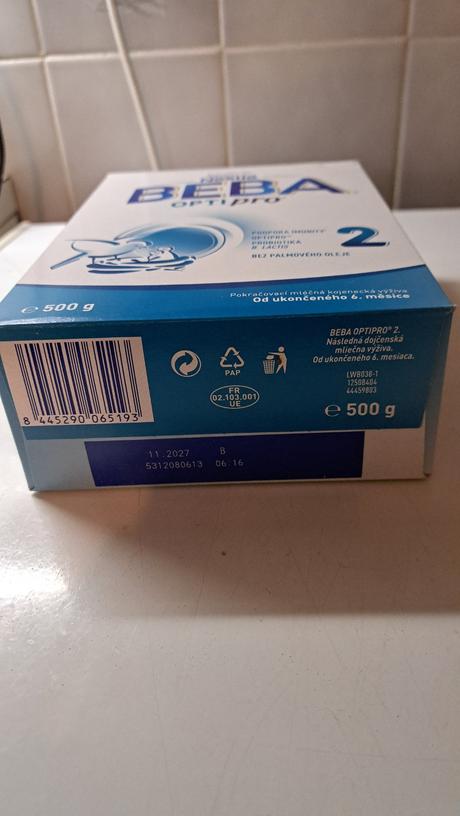 Nestlé
BEBA
OPTIpro
2
PODPORA IMUNITY
OPTIPRO™
PROBIOTIKA
B. LACTIS
BEZ PALMOVÉHO OLEJE
Pokračovací mléčná kojenecká výživa
Od ukončeného 6. měsíce
℮ 500 g
8 445290 065193
PAP
FR
02.103.001
UE
BEBA OPTIPRO® 2.
Následná dojčenská
mliečna výživa.
Od ukončeného 6. mesiaca.
LWB038-1
12508404
44459803
℮ 500 g
11.2027 B
5312080613 06:16